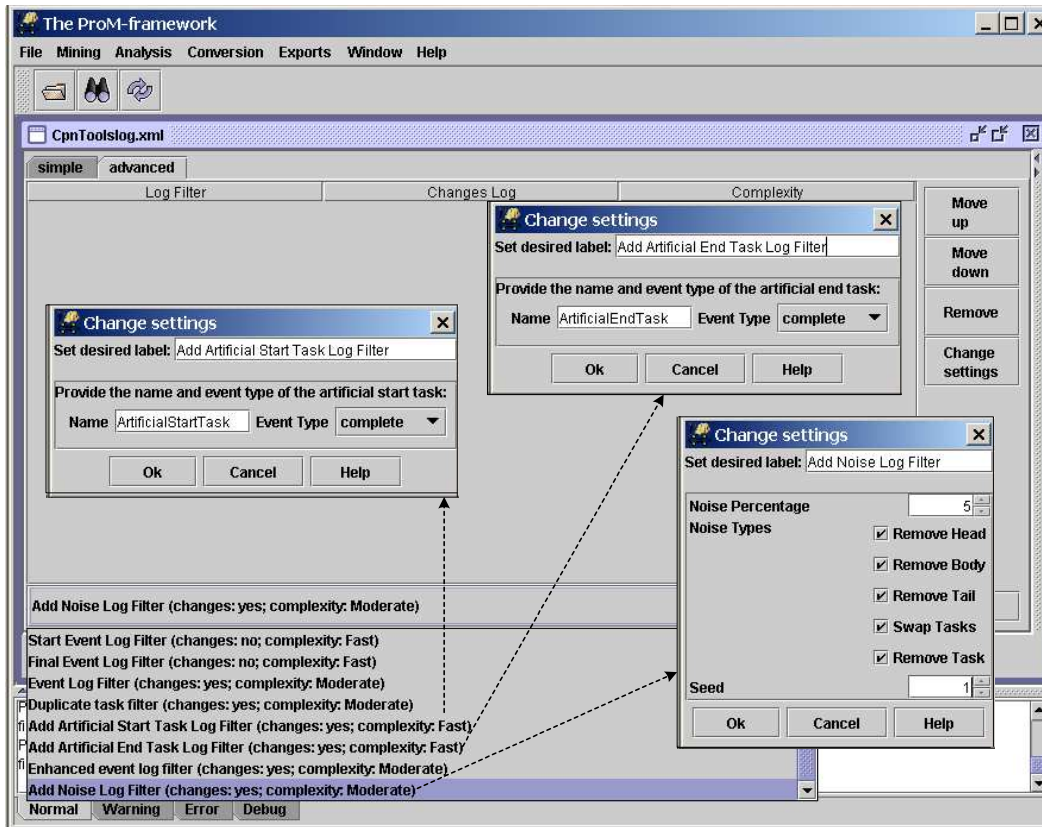 The ProM-framework
File Mining Analysis Conversion Exports Window Help
CpnToolslog.xml
simple advanced
Log Filter Changes Log Complexity
Move up
Move down
Remove
Change settings
Change settings
Set desired label: Add Artificial End Task Log Filter
Provide the name and event type of the artificial end task:
Name ArtificialEndTask Event Type complete
Ok Cancel Help
Change settings
Set desired label: Add Artificial Start Task Log Filter
Provide the name and event type of the artificial start task:
Name ArtificialStartTask Event Type complete
Ok Cancel Help
Change settings
Set desired label: Add Noise Log Filter
Noise Percentage 5
Noise Types
Remove Head
Remove Body
Remove Tail
Swap Tasks
Remove Task
Seed 1
Ok Cancel Help
Add Noise Log Filter (changes: yes; complexity: Moderate)
Start Event Log Filter (changes: no; complexity: Fast)
Final Event Log Filter (changes: no; complexity: Fast)
Event Log Filter (changes: yes; complexity: Moderate)
Duplicate task filter (changes: yes; complexity: Moderate)
Add Artificial Start Task Log Filter (changes: yes; complexity: Fast)
Add Artificial End Task Log Filter (changes: yes; complexity: Fast)
Enhanced event log filter (changes: yes; complexity: Moderate)
Add Noise Log Filter (changes: yes; complexity: Moderate)
Normal Warning Error Debug